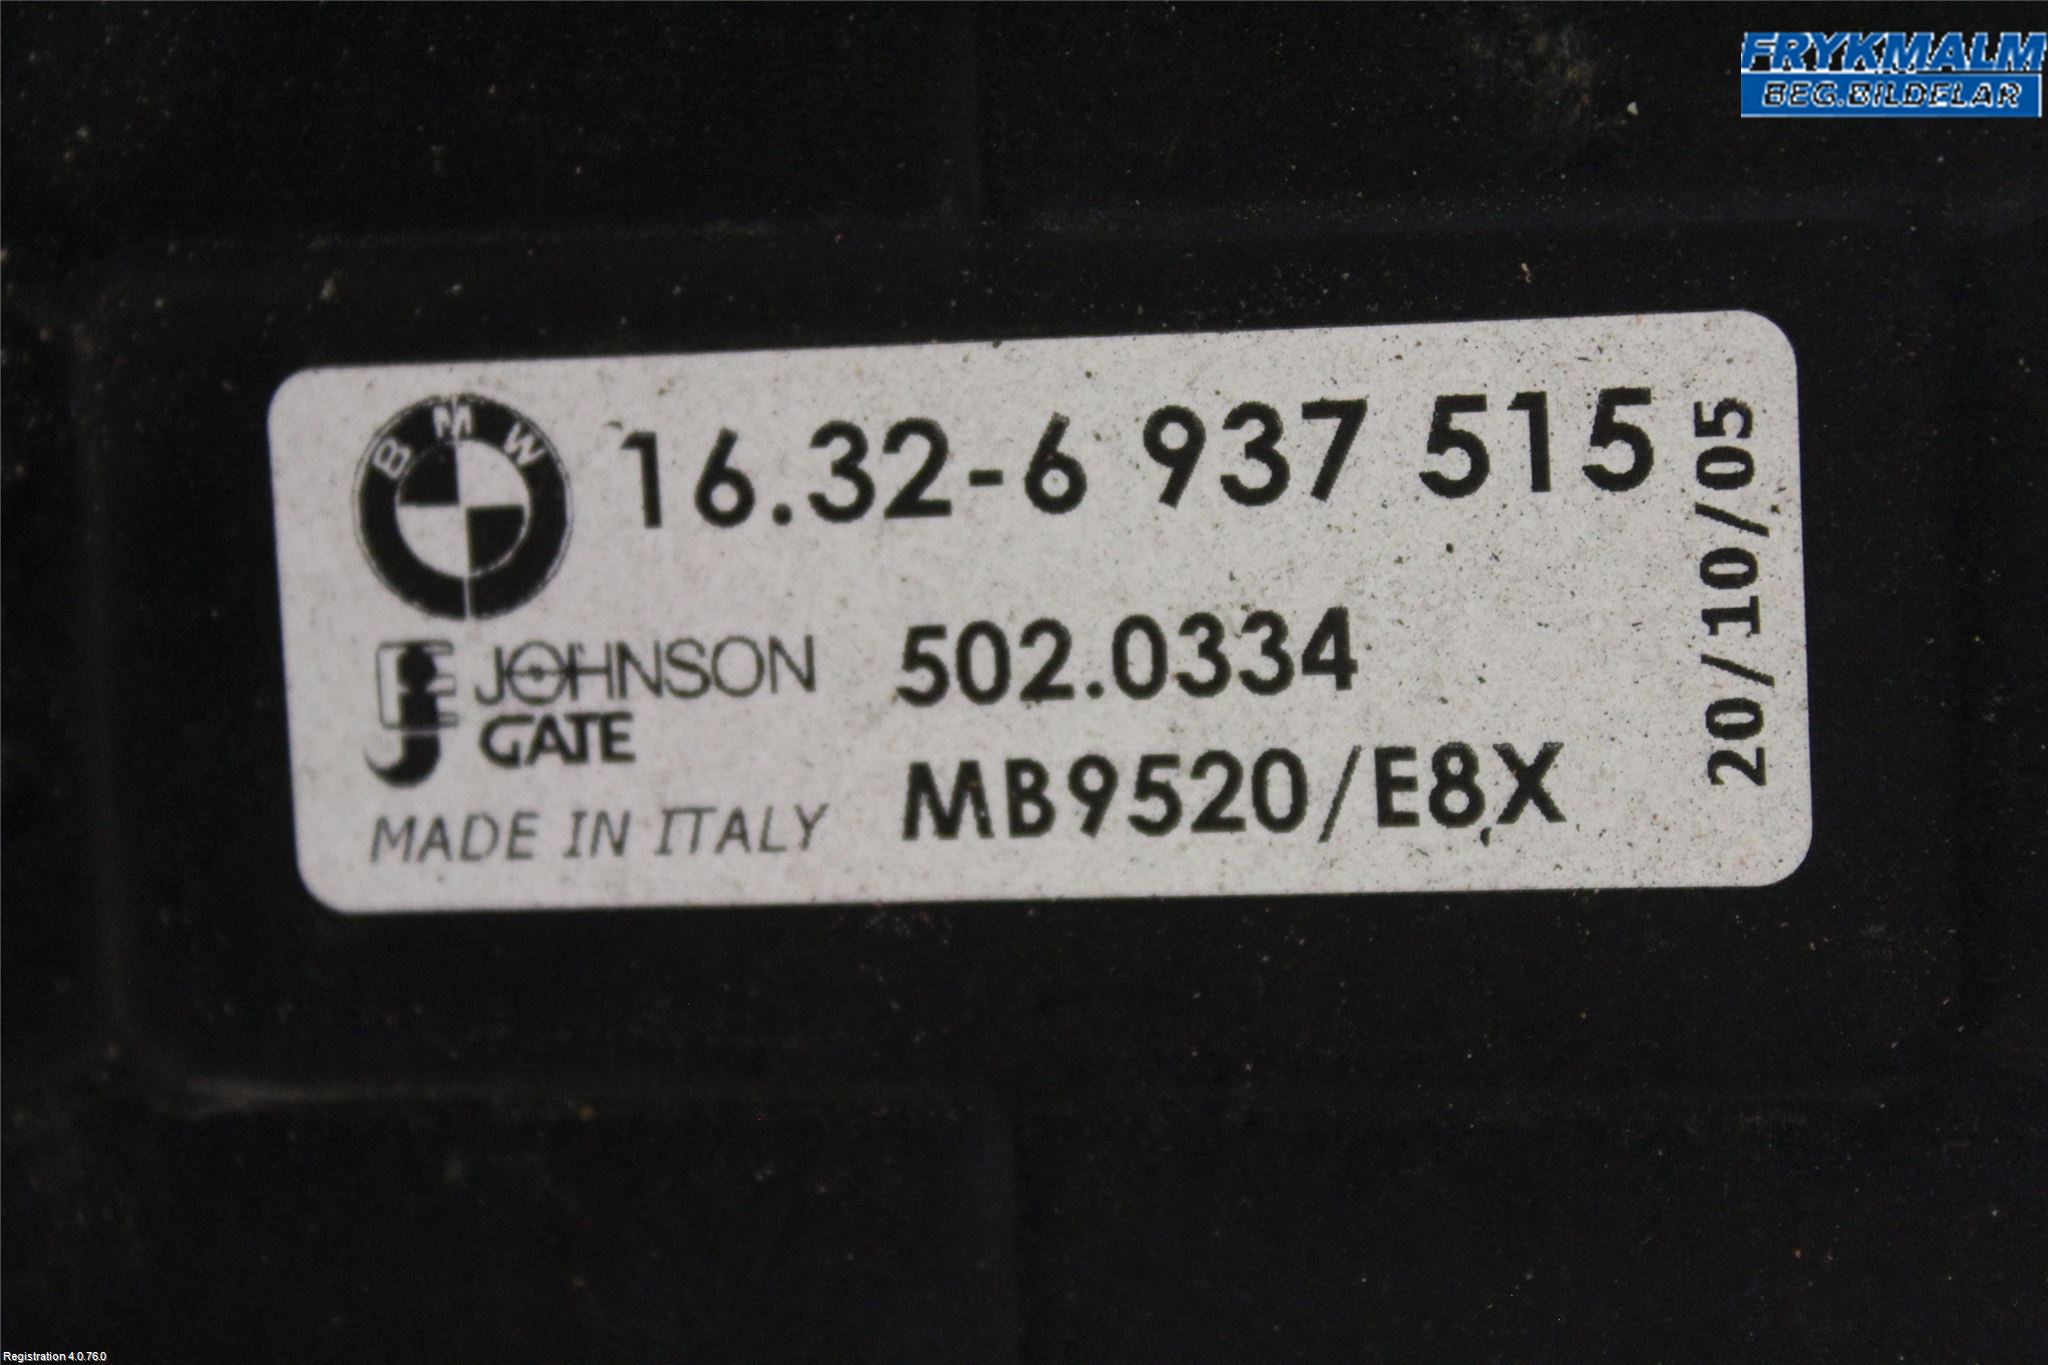 FRYKMALM
BEG.BILDELAR
BMW
16.32-6 937 515
20/10/05
JOHNSON
GATE
502.0334
MADE IN ITALY
MB9520/E8X
Registration 4.0.76.0